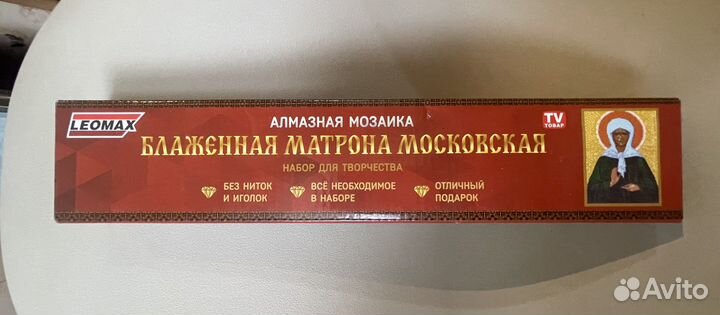 LEOMAX
АЛМАЗНАЯ МОЗАИКА
БЛАЖЕННАЯ МАТРОНА МОСКОВСКАЯ
НАБОР ДЛЯ ТВОРЧЕСТВА
TV
ТОВАР
БЕЗ НИТОК
И ИГОЛОК
ВСЁ НЕОБХОДИМОЕ
В НАБОРЕ
ОТЛИЧНЫЙ
ПОДАРОК
Avito